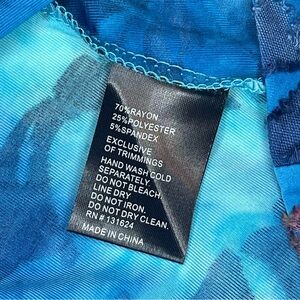 70%RAYON
25%POLYESTER
5%SPANDEX
EXCLUSIVE
OF TRIMMINGS
HAND WASH COLD
SEPARATELY.
DO NOT BLEACH.
LINE DRY
DO NOT IRON.
DO NOT DRY CLEAN.
RN # 131624
MADE IN CHINA